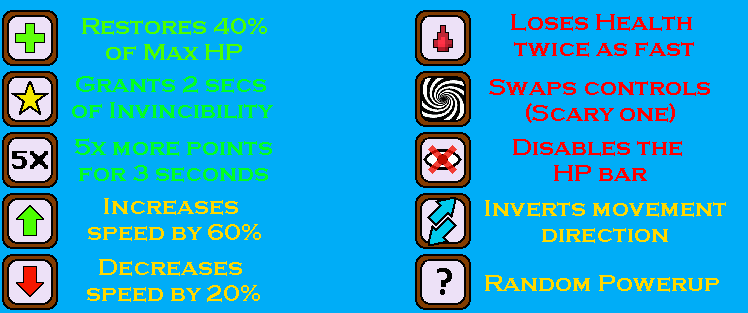 Restores 40%
of Max HP
Grants 2 secs
of Invincibility
5x
5x more points
for 3 seconds
Increases
speed by 60%
Decreases
speed by 20%
Loses Health
twice as fast
Swaps controls
(Scary one)
Disables the
HP bar
Inverts movement
direction
?
Random Powerup